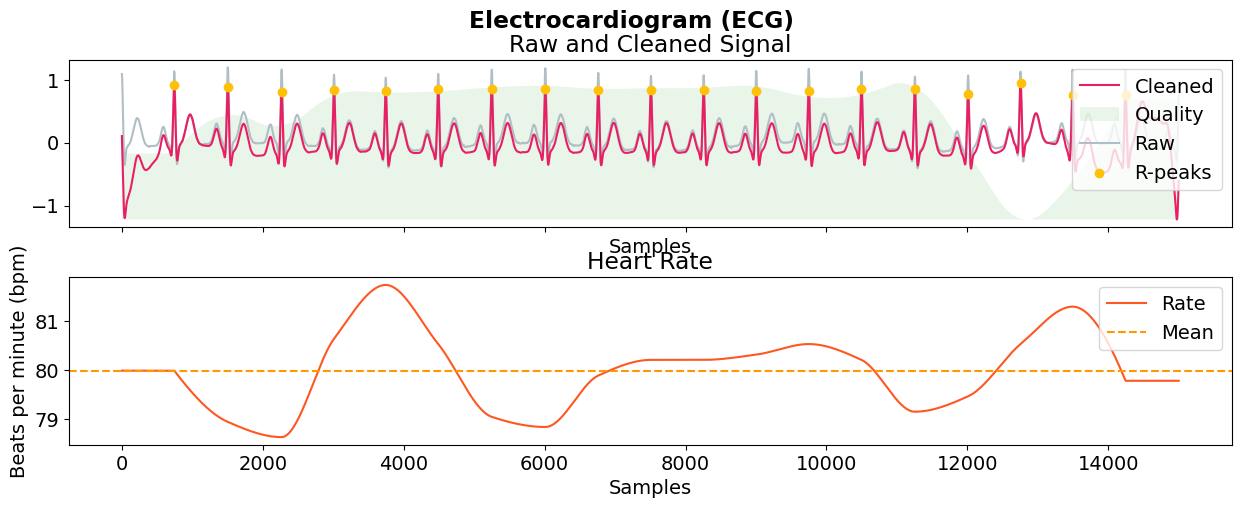 Electrocardiogram (ECG)
Raw and Cleaned Signal
1
0
−1
Cleaned
Quality
Raw
R-peaks
Samples
Heart Rate
Beats per minute (bpm)
81
80
79
Rate
Mean
0 2000 4000 6000 8000 10000 12000 14000
Samples